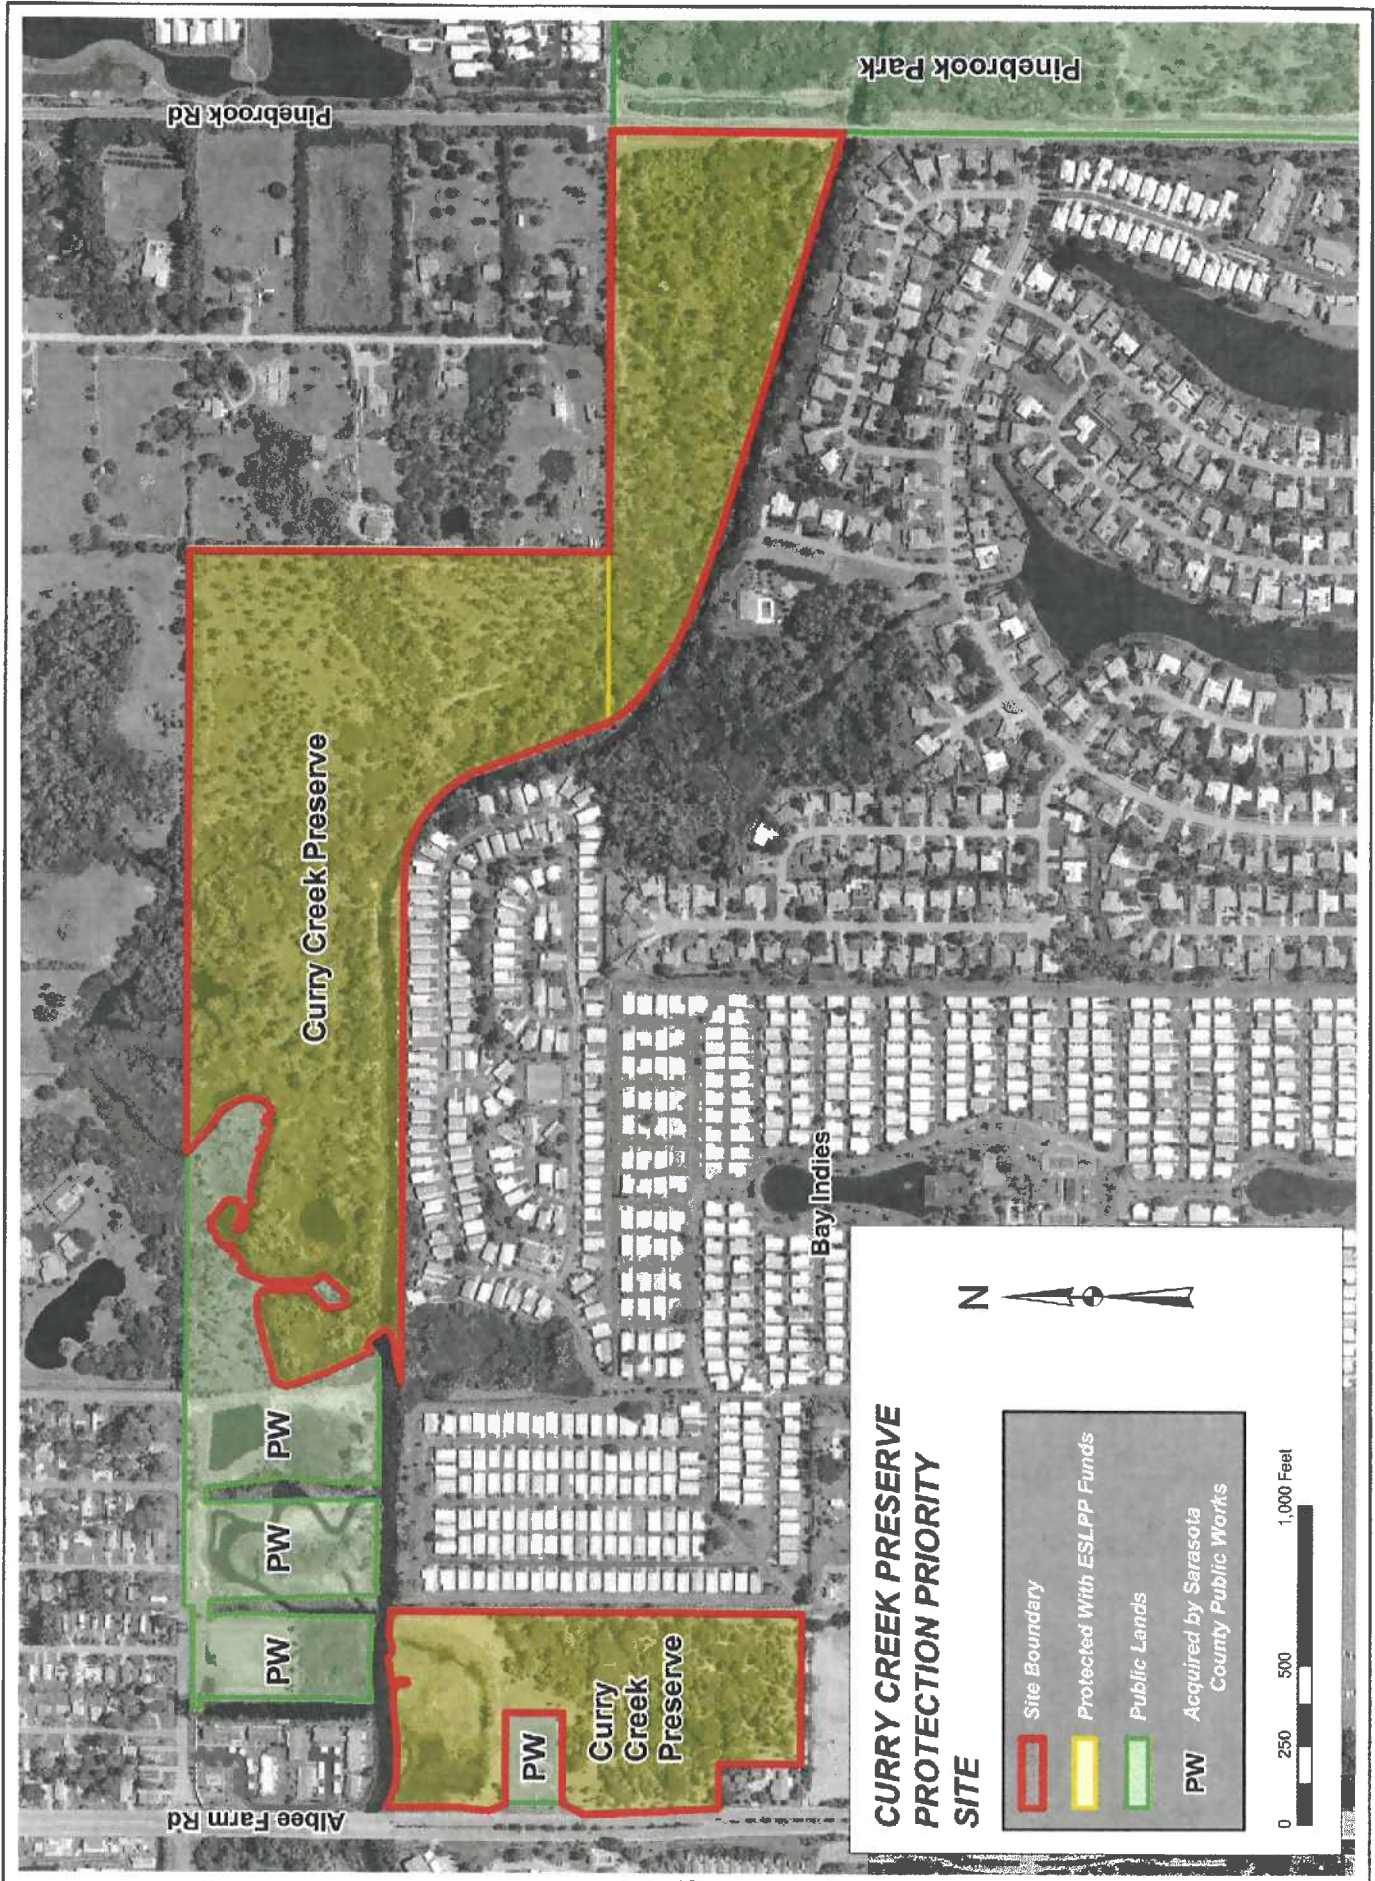 Pinebrook Rd
Pinebrook Park
Curry Creek Preserve
PW
PW
PW
Albee Farm Rd
PW
Curry
Creek
Preserve
Bay Indies
CURRY CREEK PRESERVE
PROTECTION PRIORITY
SITE
N
Site Boundary
Protected With ESLPP Funds
Public Lands
PW Acquired by Sarasota
County Public Works
0 250 500 1,000 Feet